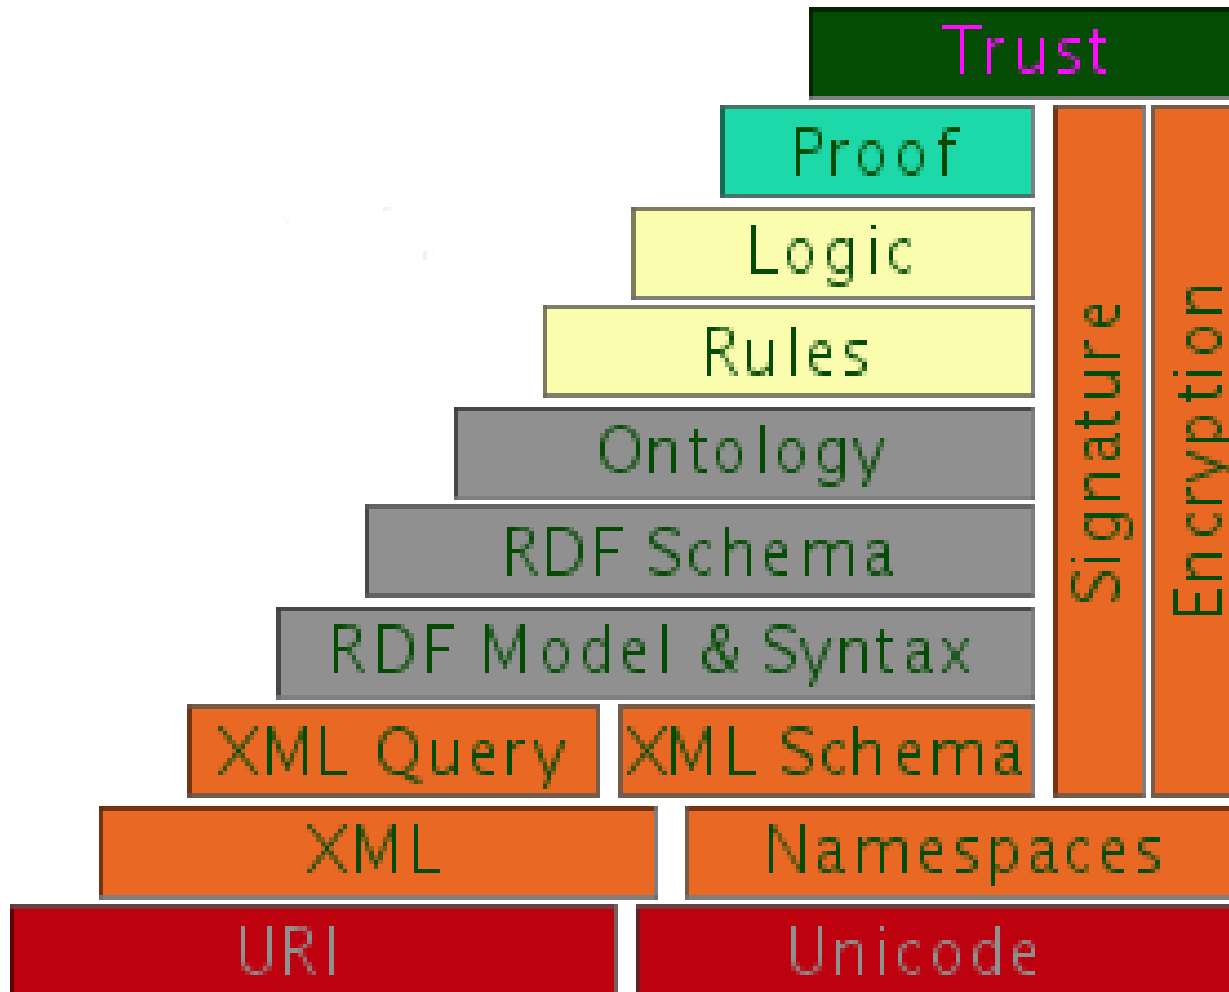 Trust
Proof
Logic
Rules
Ontology
RDF Schema
RDF Model & Syntax
XML Query
XML Schema
Signature
Encryption
XML
Namespaces
URI
Unicode